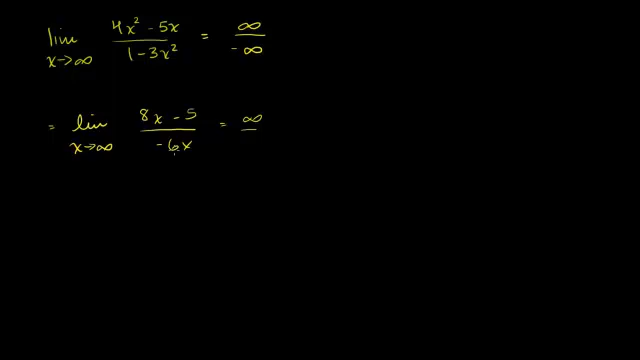 lim x→∞ (4x² - 5x)/(1 - 3x²) = ∞/-∞
= lim x→∞ (8x - 5)/(-6x) = ∞/